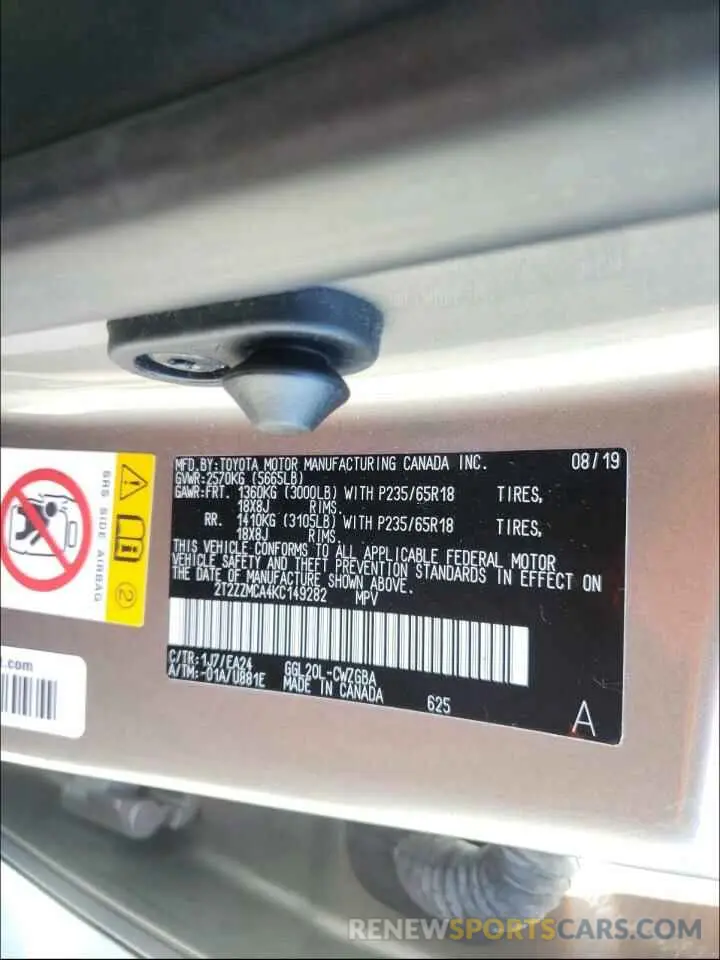 MFD.BY:TOYOTA MOTOR MANUFACTURING CANADA INC. 08/19
GVWR:2570KG (5665LB)
GAWR:FRT. 1360KG (3000LB) WITH P235/65R18 TIRES,
18X8J RIMS.
RR. 1410KG (3105LB) WITH P235/65R18 TIRES,
18X8J RIMS.
THIS VEHICLE CONFORMS TO ALL APPLICABLE FEDERAL MOTOR
VEHICLE SAFETY AND THEFT PREVENTION STANDARDS IN EFFECT ON
THE DATE OF MANUFACTURE SHOWN ABOVE.
2T2ZZMCA4KC149282 MPV
C/TR:1J7/EA24 GGL20L-CWZGBA
A/TM:-01A/U881E MADE IN CANADA 625
A
SRS SIDE AIRBAG
2
t.com
RENEWSPORTSCARS.COM